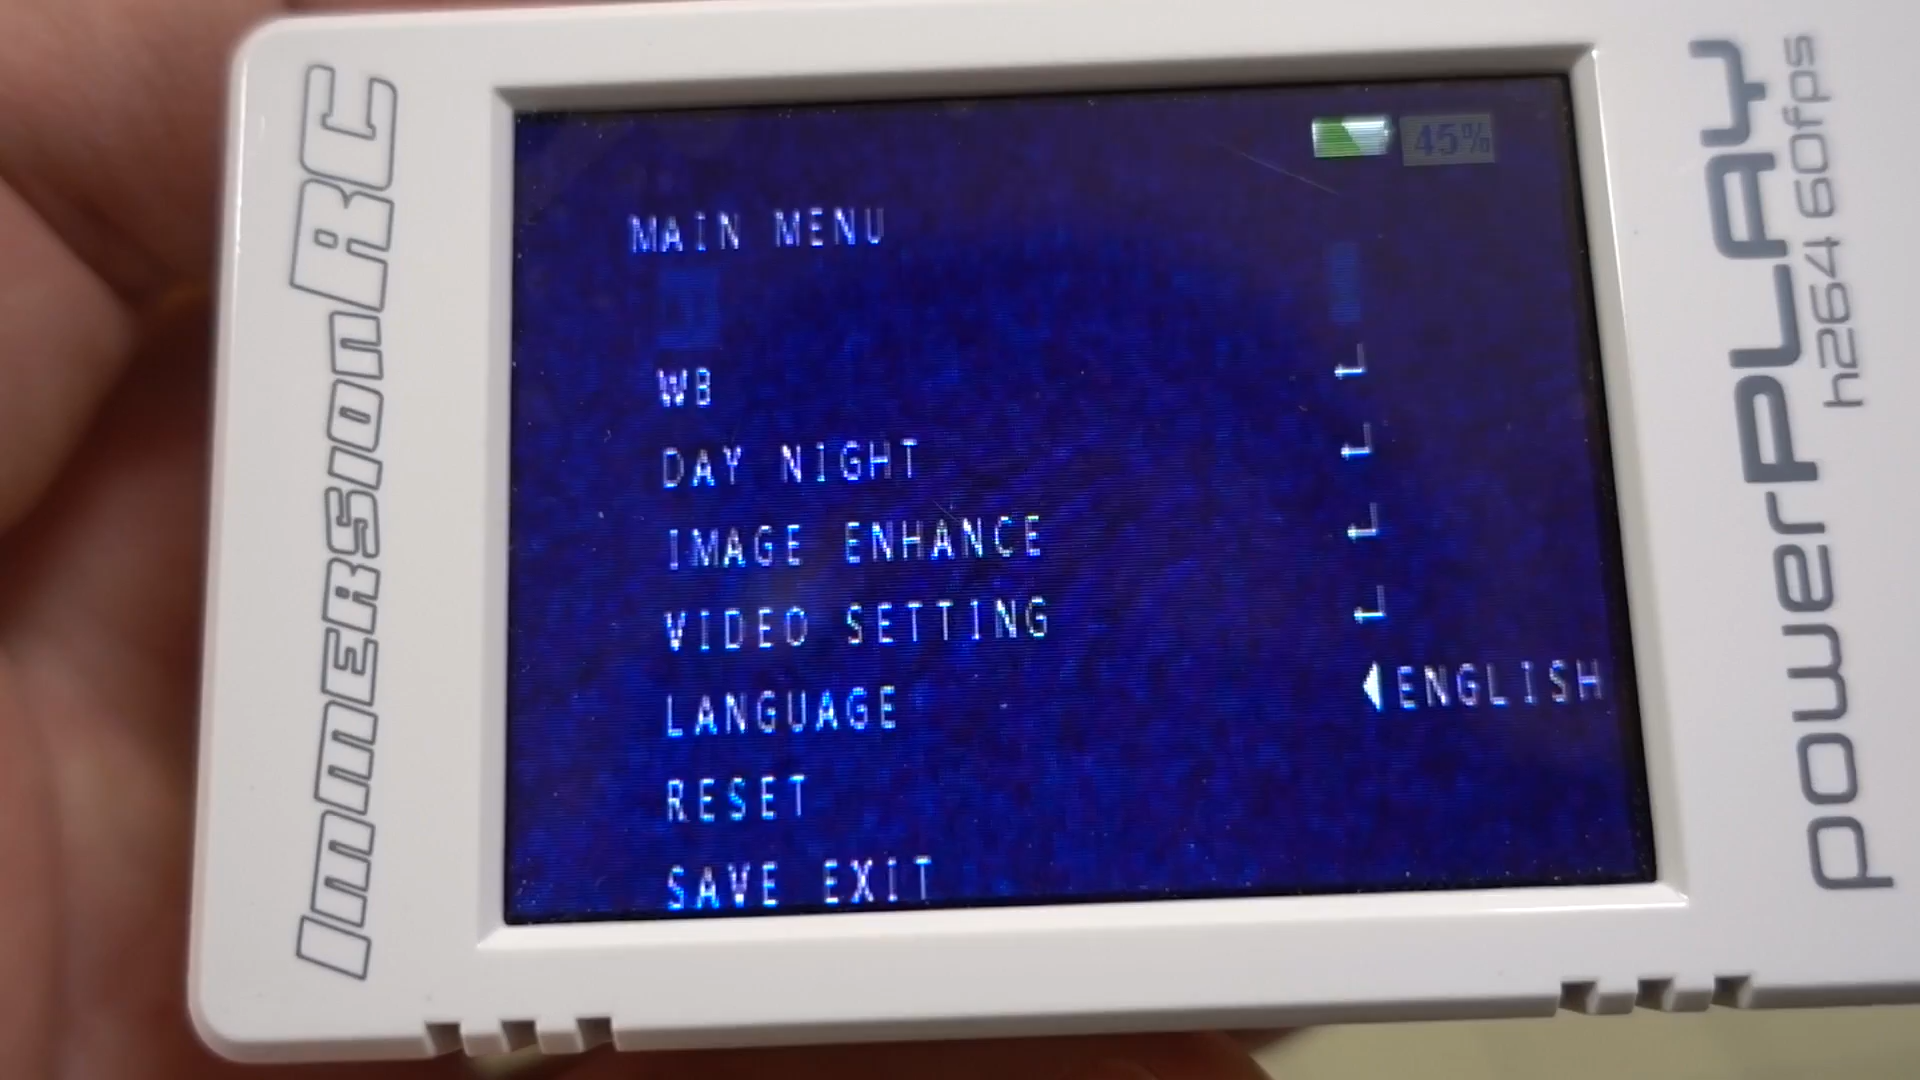 ImmersionRC
45%
MAIN MENU
WB
DAY NIGHT
IMAGE ENHANCE
VIDEO SETTING
LANGUAGE ENGLISH
RESET
SAVE EXIT
powerPLAY
h264 60fps